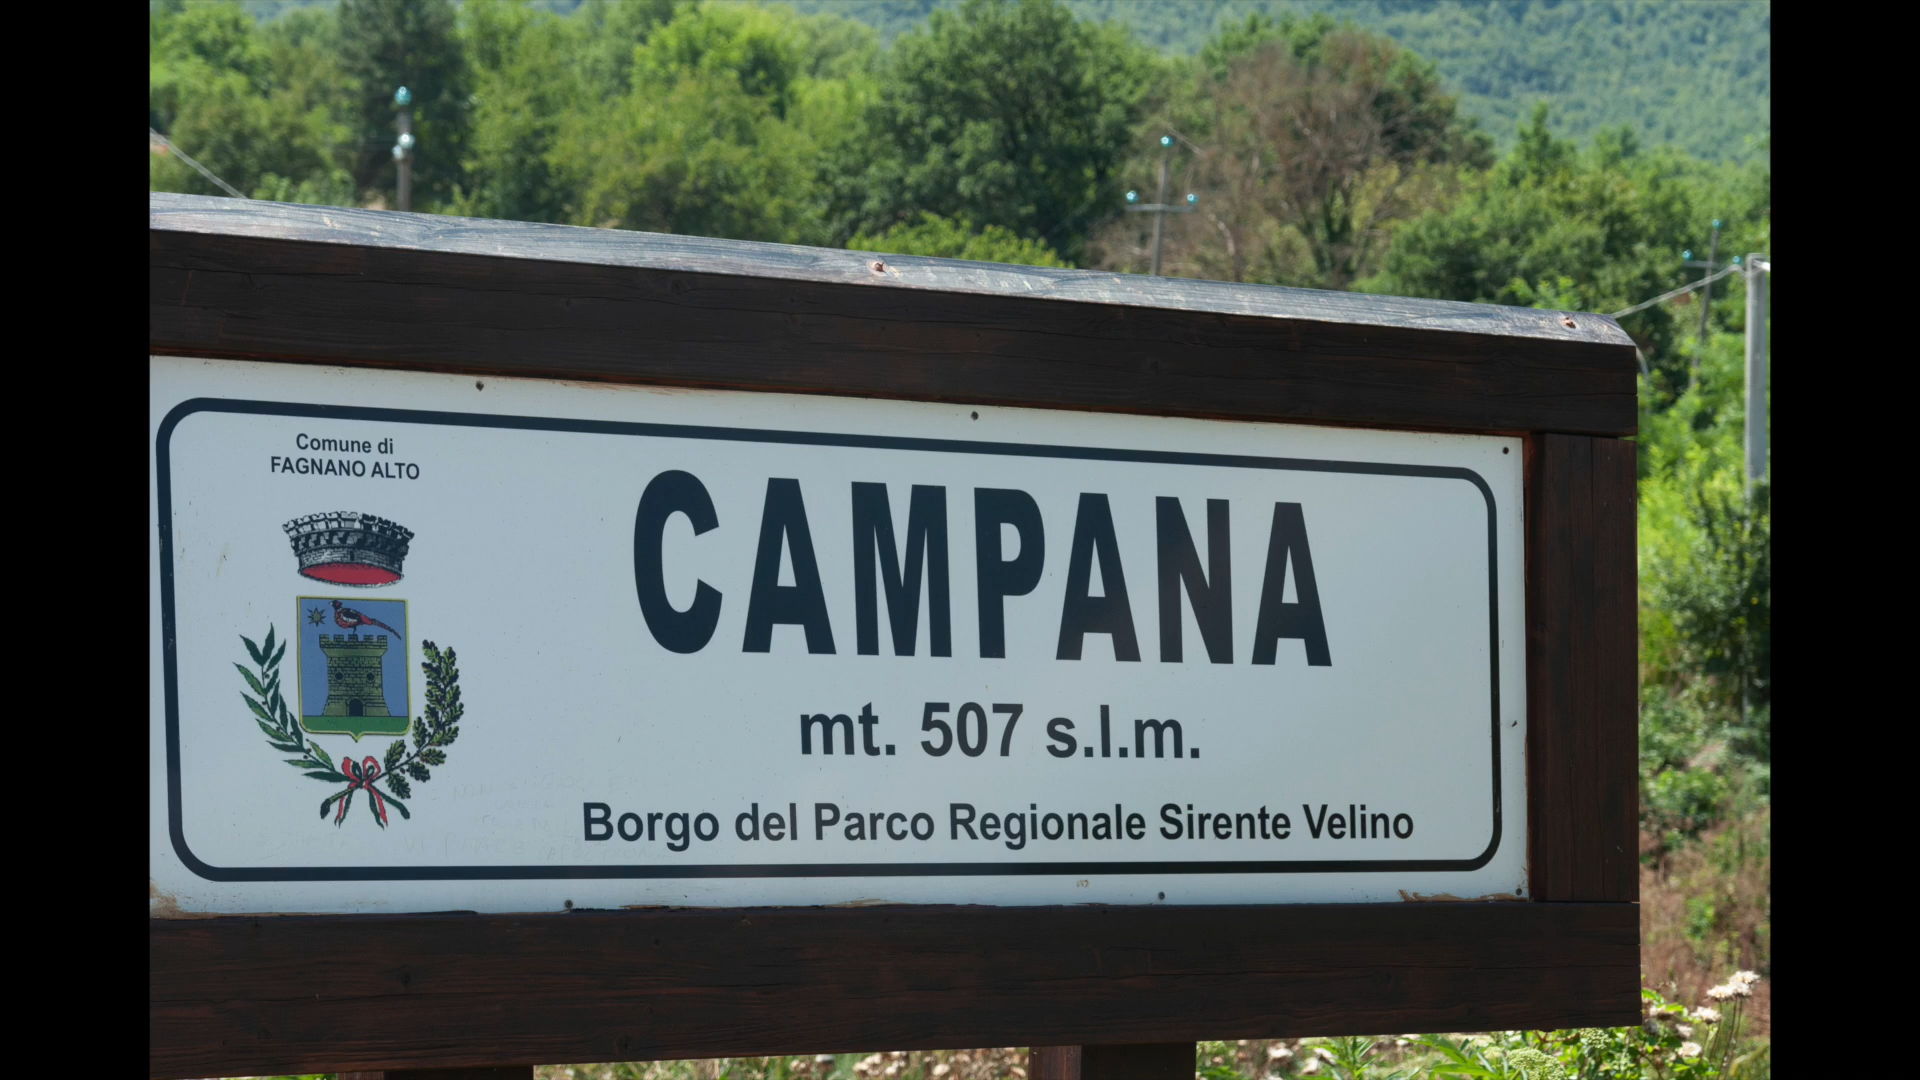 Comune di
FAGNANO ALTO
CAMPANA
mt. 507 s.l.m.
Borgo del Parco Regionale Sirente Velino